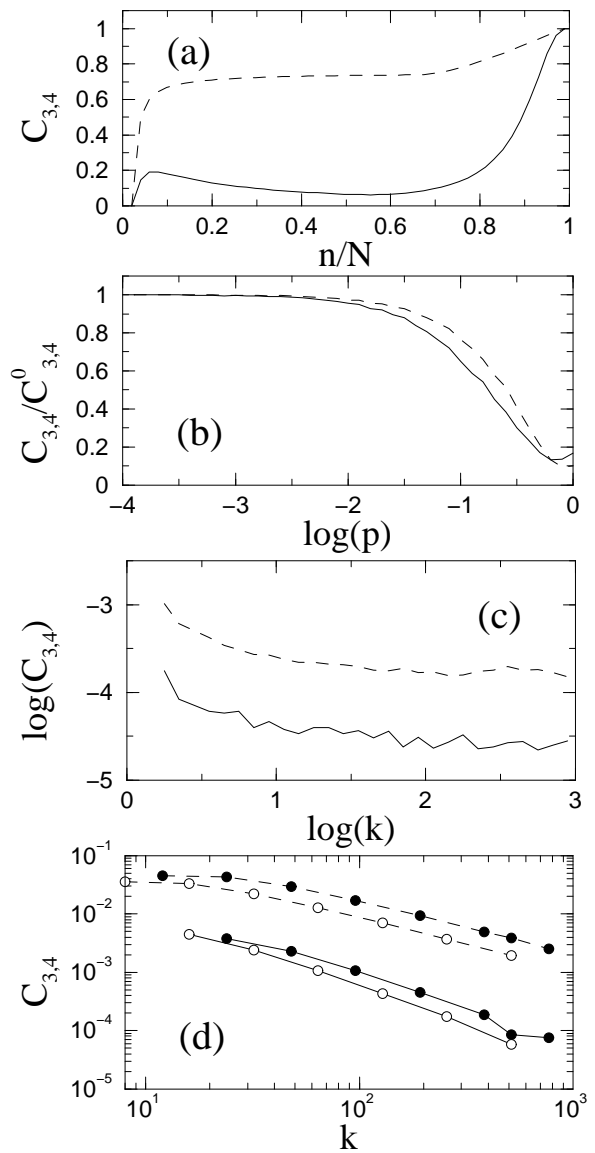 (a)
C3,4
1
0.8
0.6
0.4
0.2
0
0 0.2 0.4 0.6 0.8 1
n/N
(b)
C3,4/C⁰3,4
1
0.8
0.6
0.4
0.2
0
−4 −3 −2 −1 0
log(p)
(c)
log(C3,4)
−3
−4
−5
0 1 2 3
log(k)
(d)
C3,4
10⁻¹
10⁻²
10⁻³
10⁻⁴
10⁻⁵
10¹ 10² 10³
k